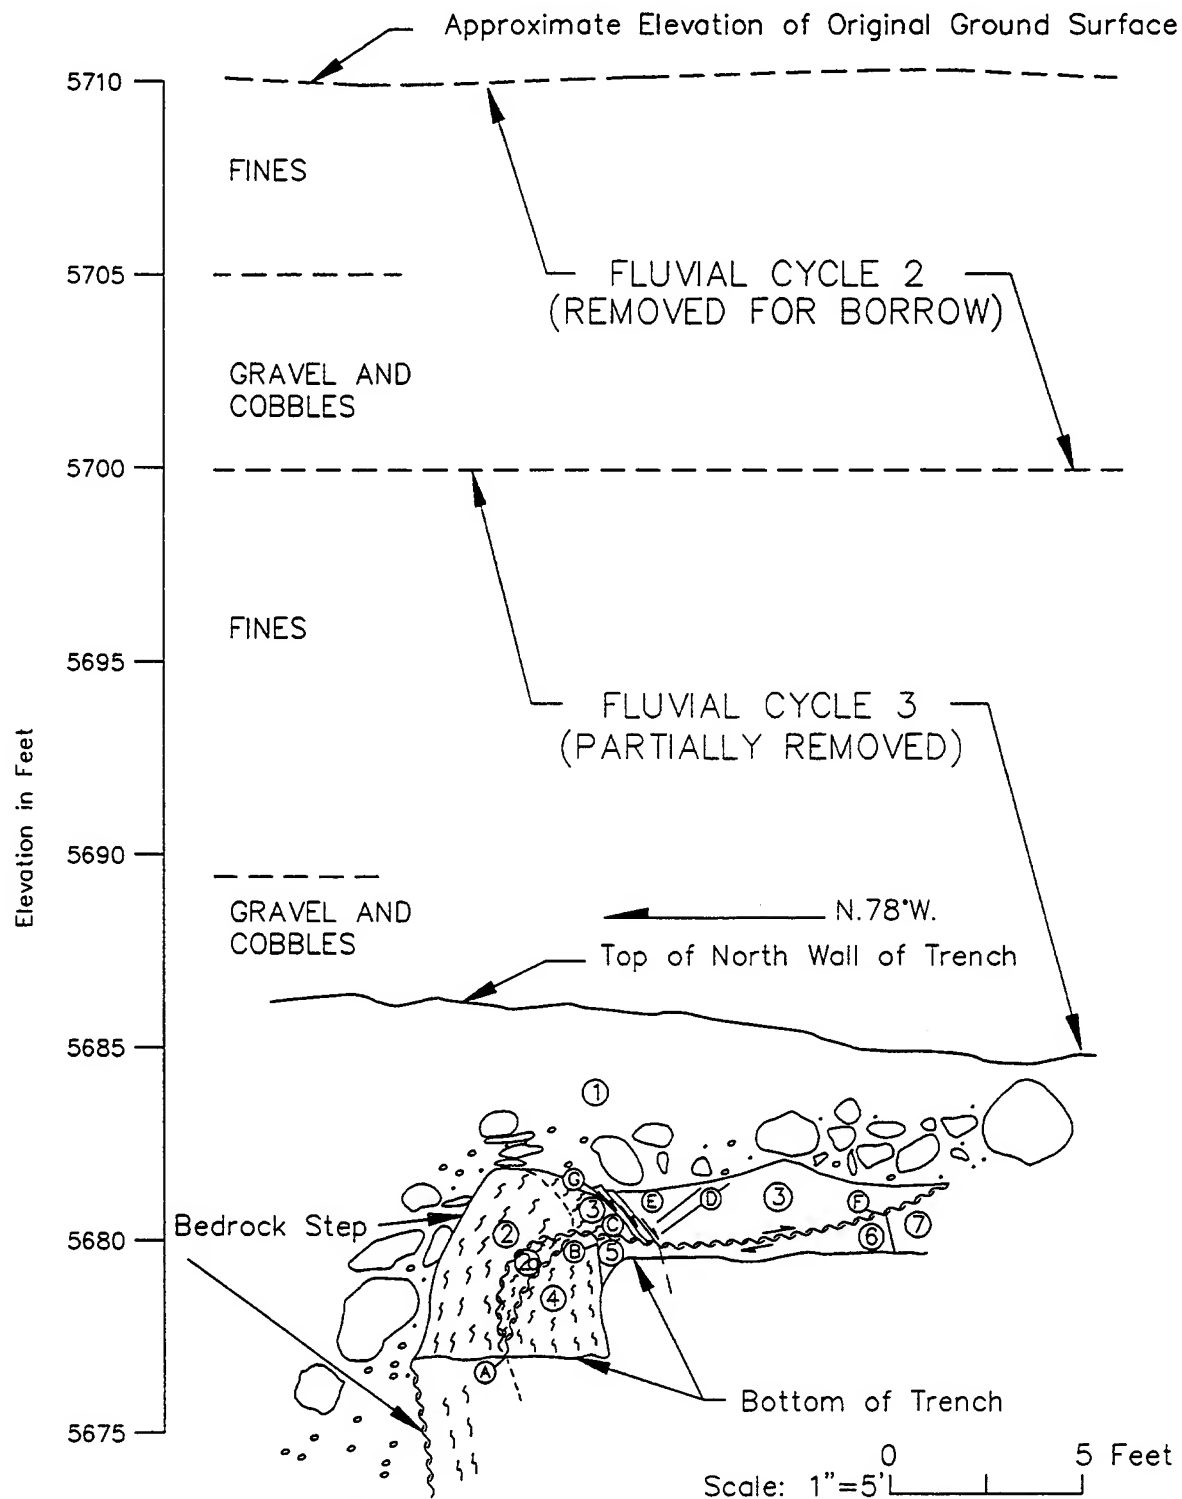 Approximate Elevation of Original Ground Surface
5710
FINES
5705
FLUVIAL CYCLE 2
(REMOVED FOR BORROW)
GRAVEL AND
COBBLES
5700
FINES
5695
FLUVIAL CYCLE 3
(PARTIALLY REMOVED)
Elevation in Feet
5690
GRAVEL AND
COBBLES
N.78°W.
Top of North Wall of Trench
5685
1
G
E
D
3
F
3
C
Bedrock Step
2
5680
B
5
6
7
2a
4
A
Bottom of Trench
5675
0
5 Feet
Scale: 1"=5'